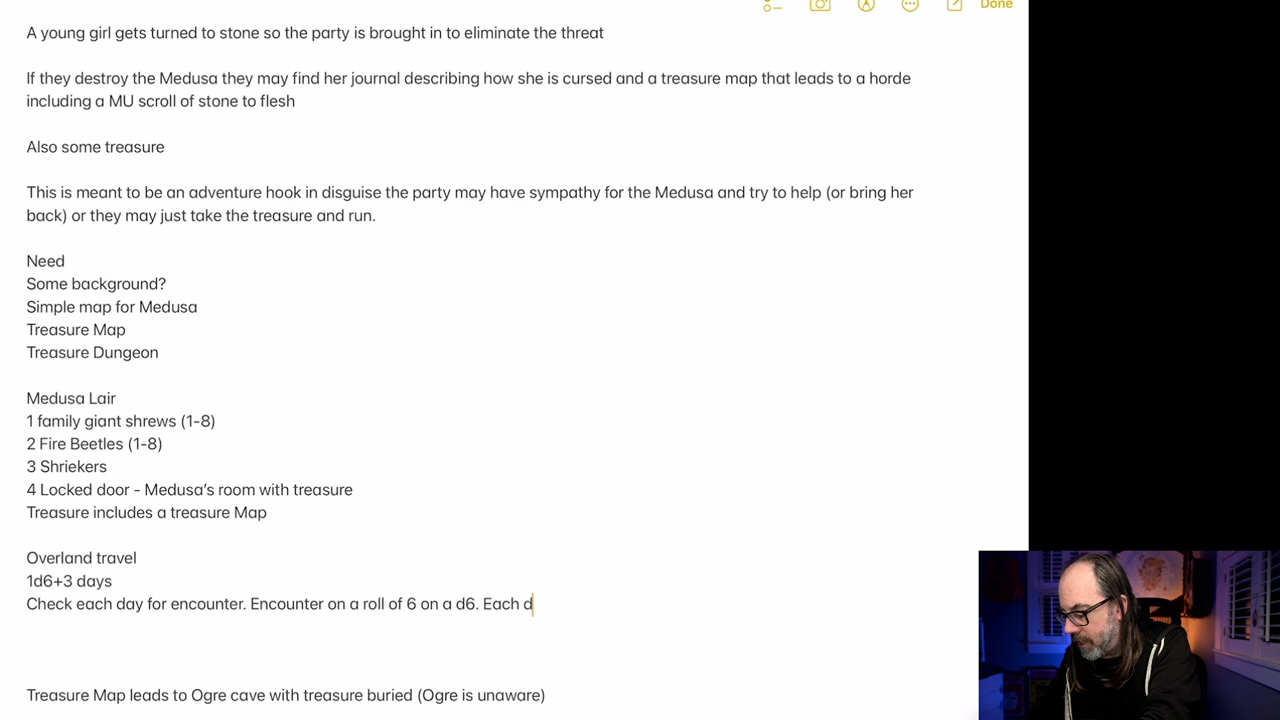 Done
A young girl gets turned to stone so the party is brought in to eliminate the threat
If they destroy the Medusa they may find her journal describing how she is cursed and a treasure map that leads to a horde
including a MU scroll of stone to flesh
Also some treasure
This is meant to be an adventure hook in disguise the party may have sympathy for the Medusa and try to help (or bring her
back) or they may just take the treasure and run.
Need
Some background?
Simple map for Medusa
Treasure Map
Treasure Dungeon
Medusa Lair
1 family giant shrews (1-8)
2 Fire Beetles (1-8)
3 Shriekers
4 Locked door - Medusa's room with treasure
Treasure includes a treasure Map
Overland travel
1d6+3 days
Check each day for encounter. Encounter on a roll of 6 on a d6. Each d
Treasure Map leads to Ogre cave with treasure buried (Ogre is unaware)